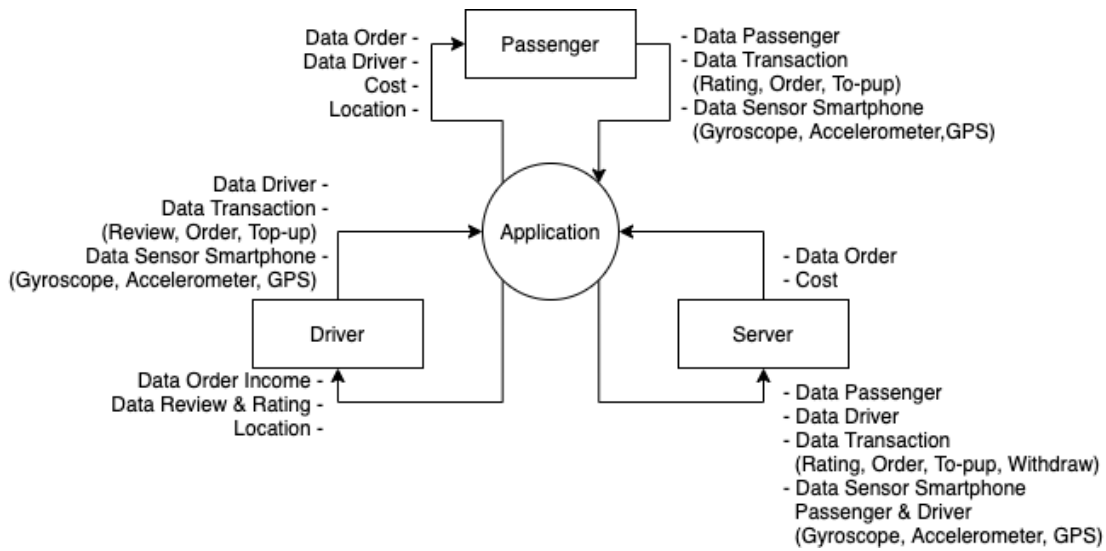 Data Order -
Data Driver -
Cost -
Location -
Passenger
- Data Passenger
- Data Transaction
(Rating, Order, To-pup)
- Data Sensor Smartphone
(Gyroscope, Accelerometer,GPS)
Data Driver -
Data Transaction -
(Review, Order, Top-up)
Data Sensor Smartphone -
(Gyroscope, Accelerometer, GPS)
Application
- Data Order
- Cost
Driver
Server
Data Order Income -
Data Review & Rating -
Location -
- Data Passenger
- Data Driver
- Data Transaction
(Rating, Order, To-pup, Withdraw)
- Data Sensor Smartphone
Passenger & Driver
(Gyroscope, Accelerometer, GPS)